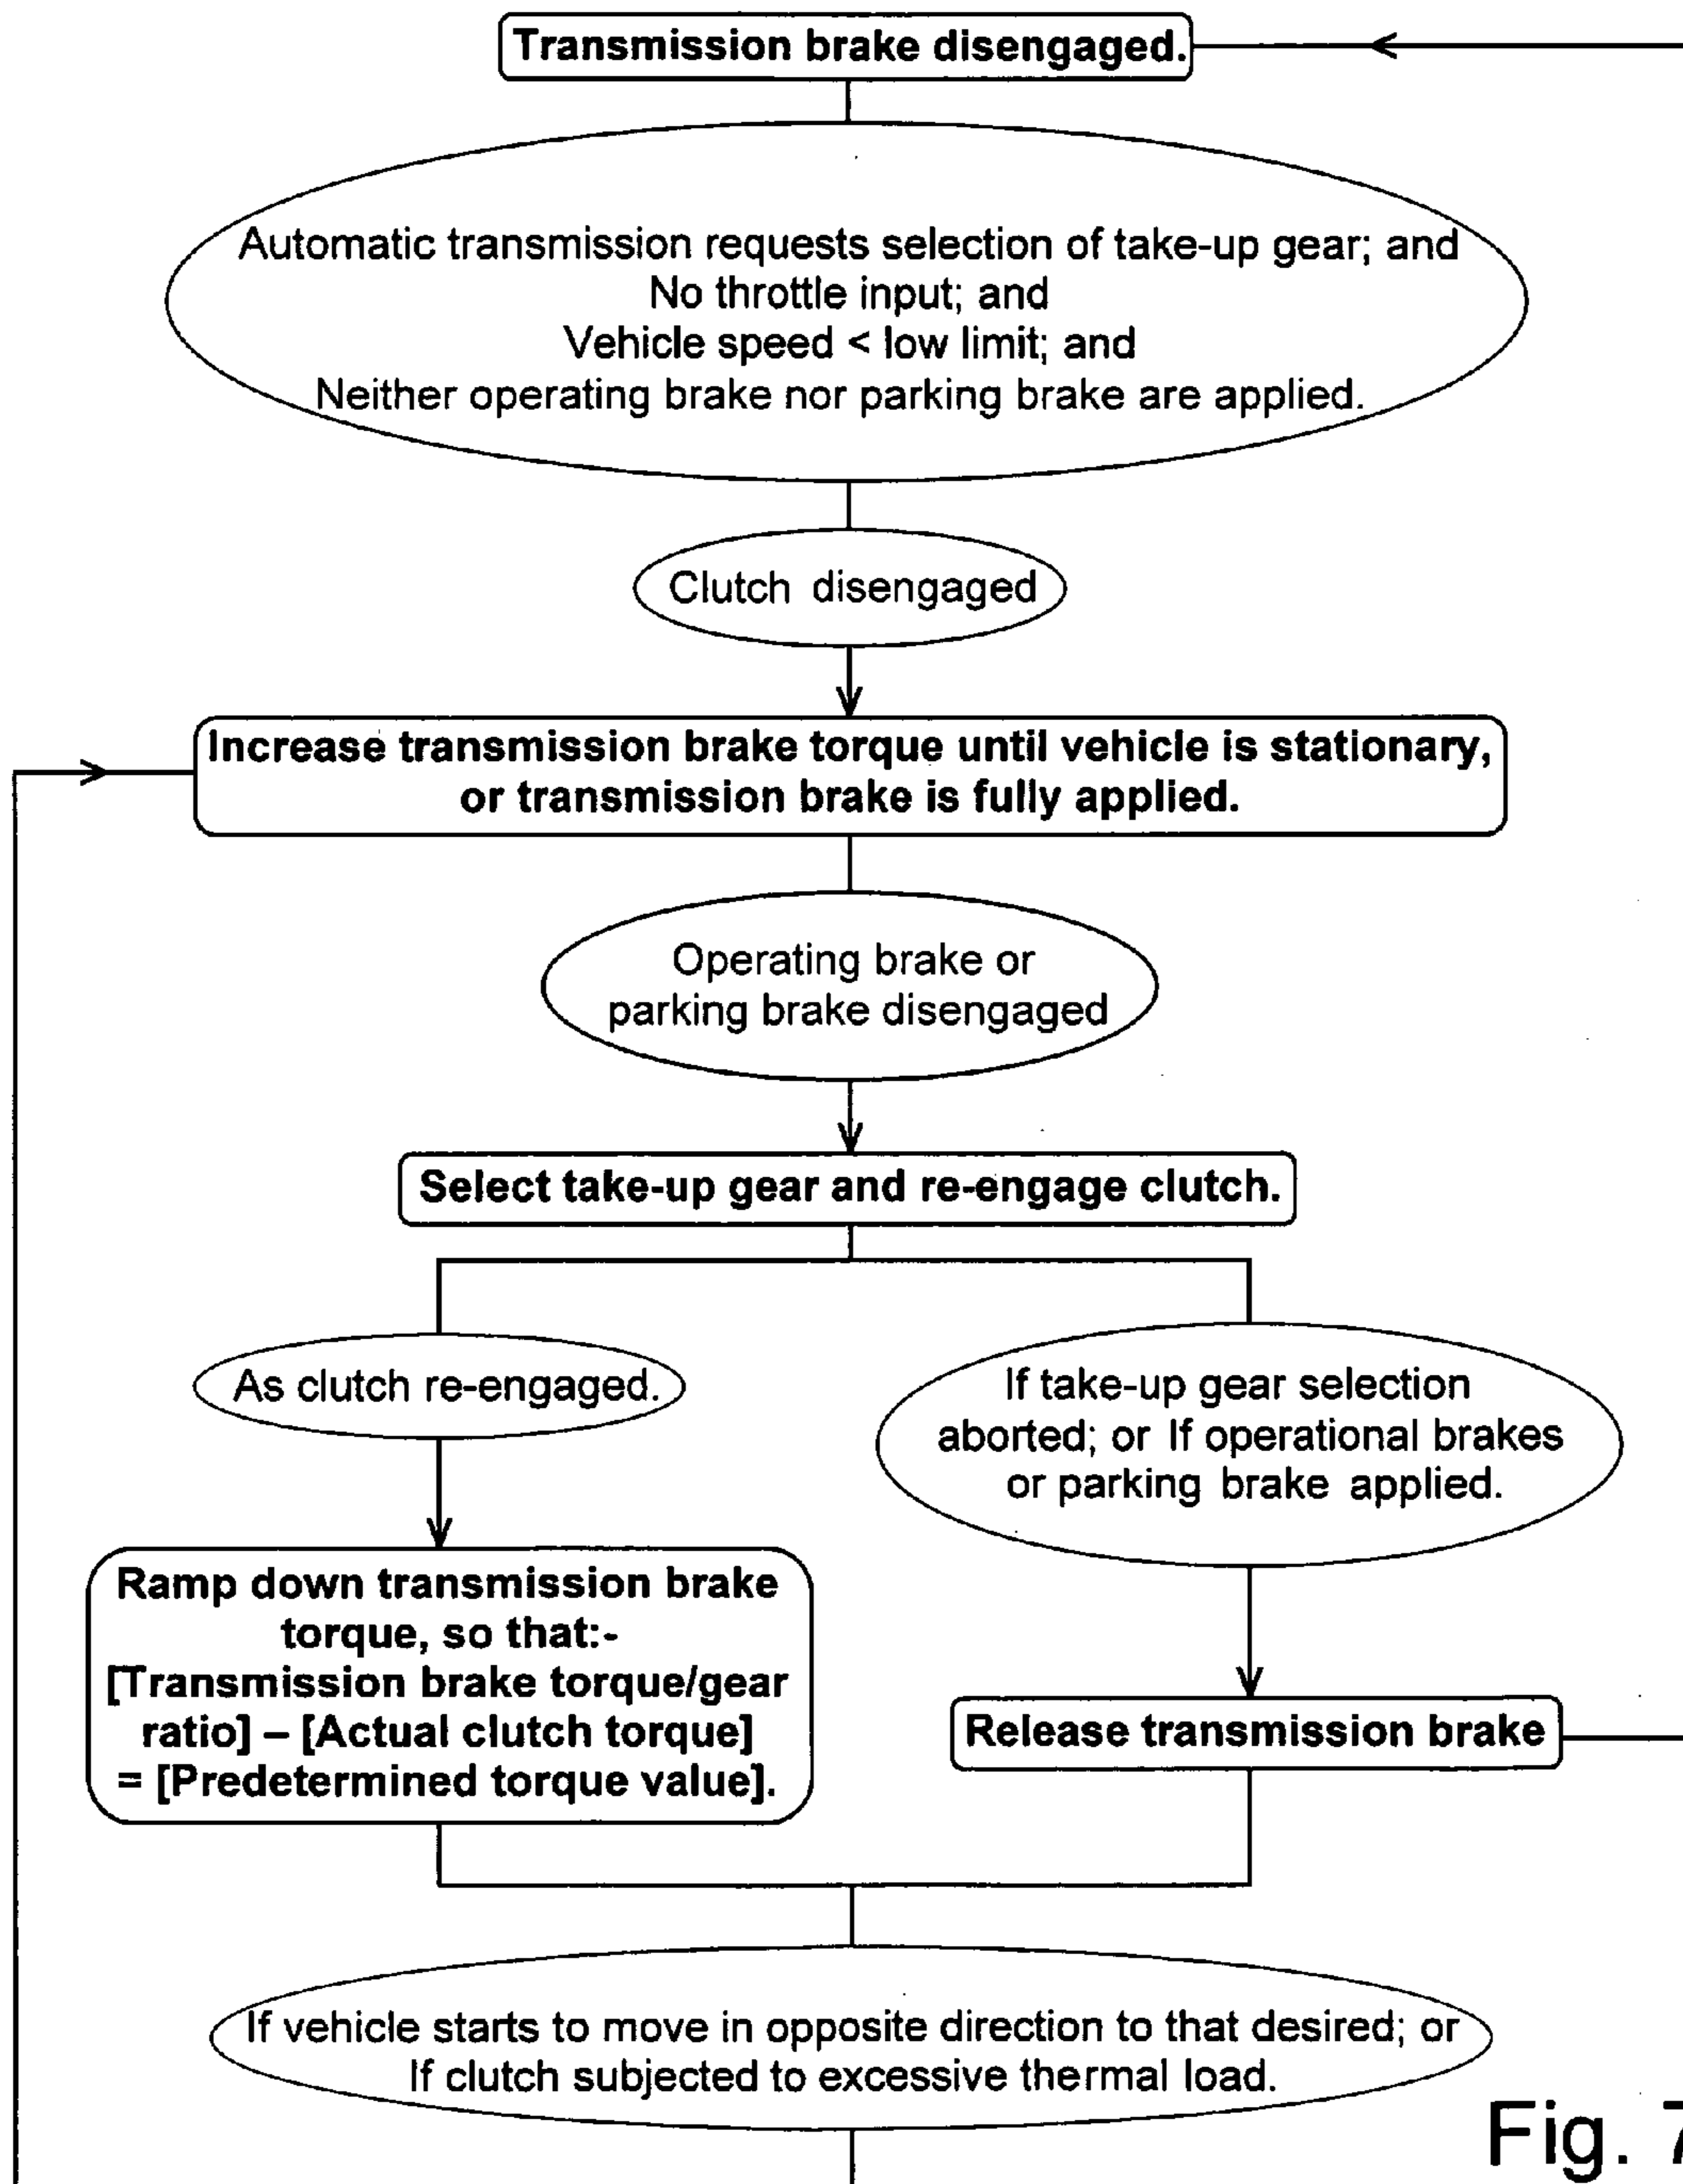 Transmission brake disengaged.
Automatic transmission requests selection of take-up gear; and
No throttle input; and
Vehicle speed < low limit; and
Neither operating brake nor parking brake are applied.
Clutch disengaged
Increase transmission brake torque until vehicle is stationary,
or transmission brake is fully applied.
Operating brake or
parking brake disengaged
Select take-up gear and re-engage clutch.
As clutch re-engaged.
If take-up gear selection
aborted; or If operational brakes
or parking brake applied.
Ramp down transmission brake
torque, so that:-
[Transmission brake torque/gear
ratio] – [Actual clutch torque]
= [Predetermined torque value].
Release transmission brake
If vehicle starts to move in opposite direction to that desired; or
If clutch subjected to excessive thermal load.
Fig. 7